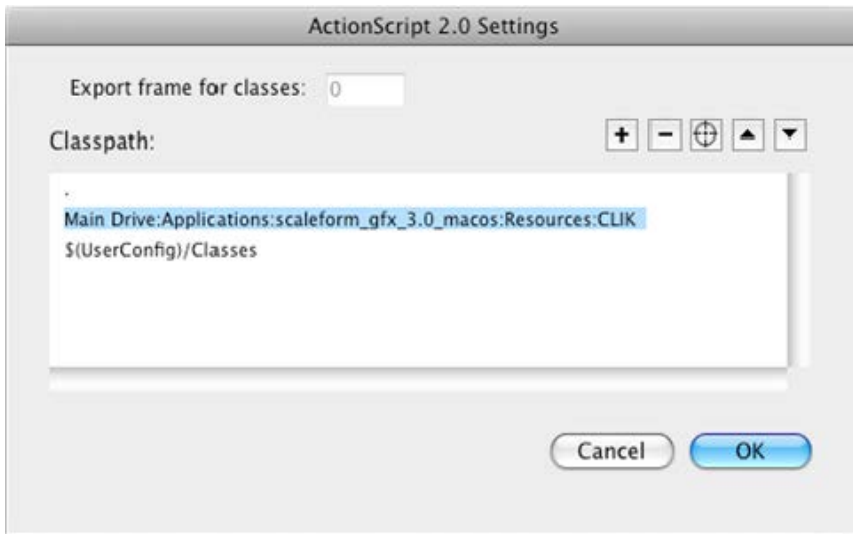 ActionScript 2.0 Settings
Export frame for classes: 0
Classpath:
.
Main Drive:Applications:scaleform_gfx_3.0_macos:Resources:CLIK
$(UserConfig)/Classes
Cancel OK